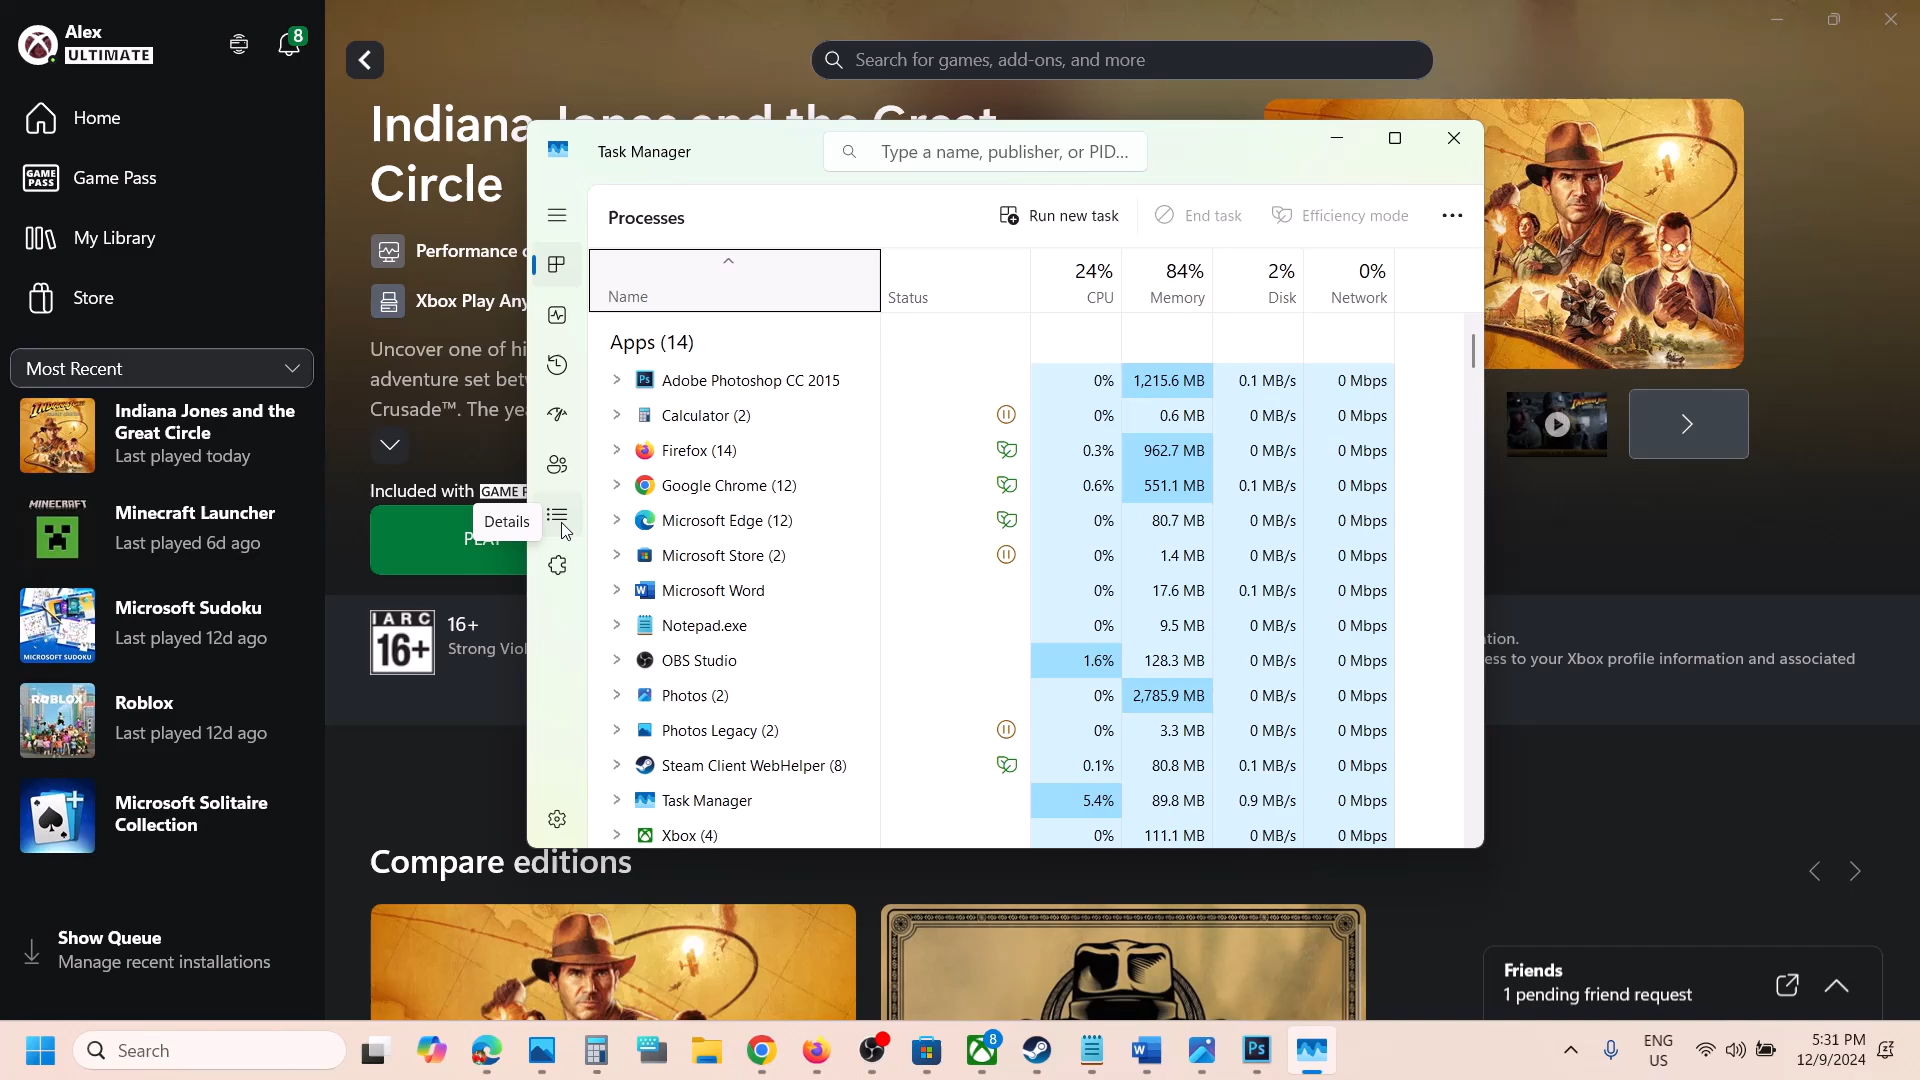 Alex
ULTIMATE
8
Home
GAME PASS
Game Pass
My Library
Store
Most Recent
Indiana Jones and the
Great Circle
Last played today
MINECRAFT
Minecraft Launcher
Last played 6d ago
MICROSOFT SUDOKU
Microsoft Sudoku
Last played 12d ago
ROBLOX
Roblox
Last played 12d ago
Microsoft Solitaire
Collection
Show Queue
Manage recent installations
Search for games, add-ons, and more
Circle
Xbox Play Any
Uncover one of hi
adventure set bet
Crusade™. The ye
Included with GAME P
PLAY
IARC
16+
16+
Strong Viol
Details
Task Manager
Type a name, publisher, or PID...
Processes
Run new task
End task
Efficiency mode
Name
Status
24%
CPU
84%
Memory
2%
Disk
0%
Network
Apps (14)
Adobe Photoshop CC 2015 0% 1,215.6 MB 0.1 MB/s 0 Mbps
Calculator (2) 0% 0.6 MB 0 MB/s 0 Mbps
Firefox (14) 0.3% 962.7 MB 0 MB/s 0 Mbps
Google Chrome (12) 0.6% 551.1 MB 0.1 MB/s 0 Mbps
Microsoft Edge (12) 0% 80.7 MB 0 MB/s 0 Mbps
Microsoft Store (2) 0% 1.4 MB 0 MB/s 0 Mbps
Microsoft Word 0% 17.6 MB 0.1 MB/s 0 Mbps
Notepad.exe 0% 9.5 MB 0 MB/s 0 Mbps
OBS Studio 1.6% 128.3 MB 0 MB/s 0 Mbps
Photos (2) 0% 2,785.9 MB 0 MB/s 0 Mbps
Photos Legacy (2) 0% 3.3 MB 0 MB/s 0 Mbps
Steam Client WebHelper (8) 0.1% 80.8 MB 0.1 MB/s 0 Mbps
Task Manager 5.4% 89.8 MB 0.9 MB/s 0 Mbps
Xbox (4) 0% 111.1 MB 0 MB/s 0 Mbps
tion.
ess to your Xbox profile information and associated
Compare editions
Friends
1 pending friend request
Search
8
ENG
US
5:31 PM
12/9/2024